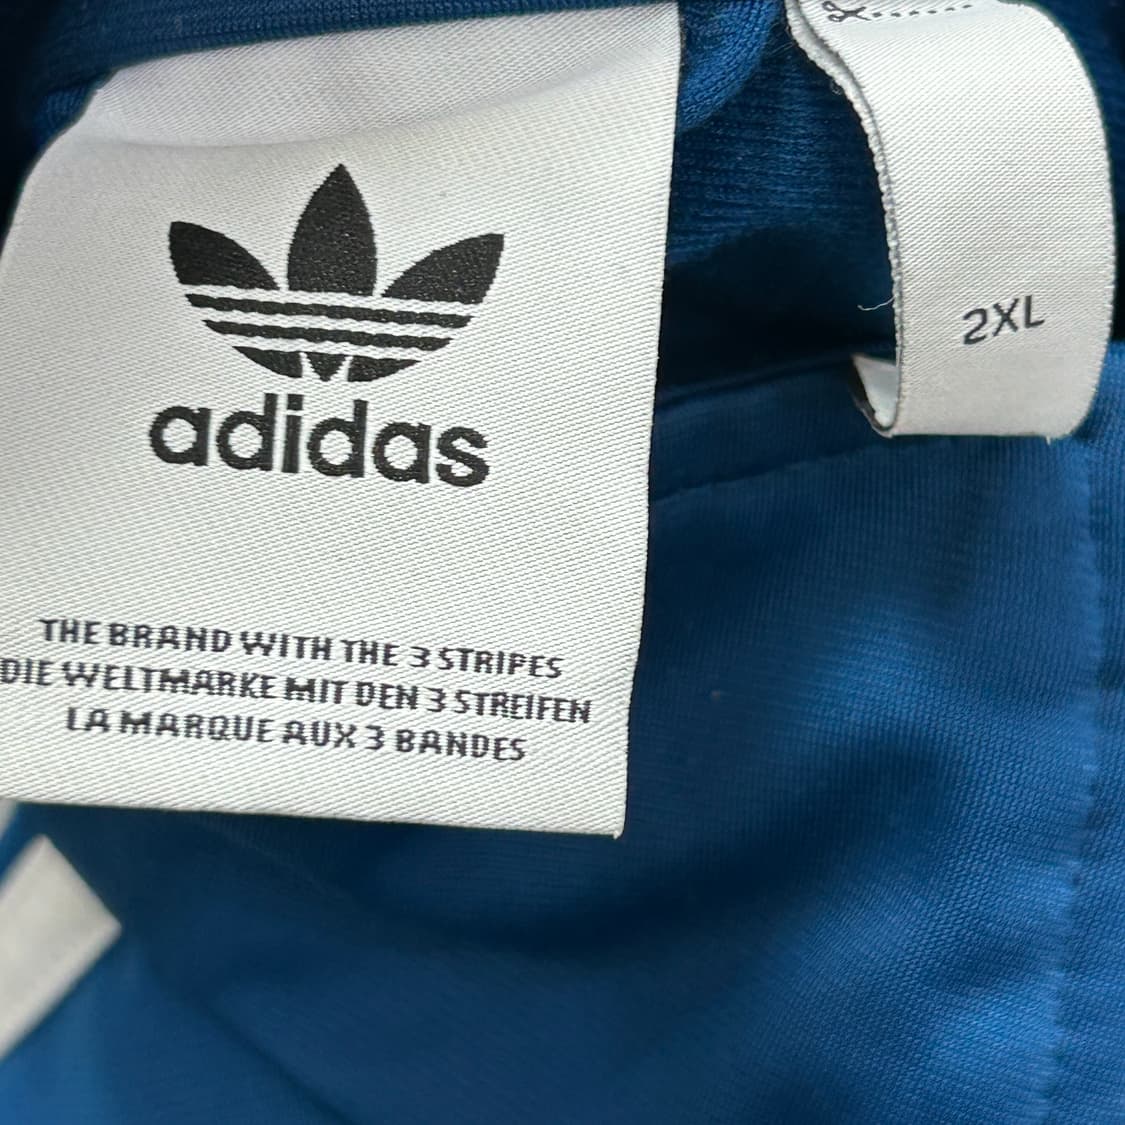 adidas
THE BRAND WITH THE 3 STRIPES
DIE WELTMARKE MIT DEN 3 STREIFEN
LA MARQUE AUX 3 BANDES
2XL